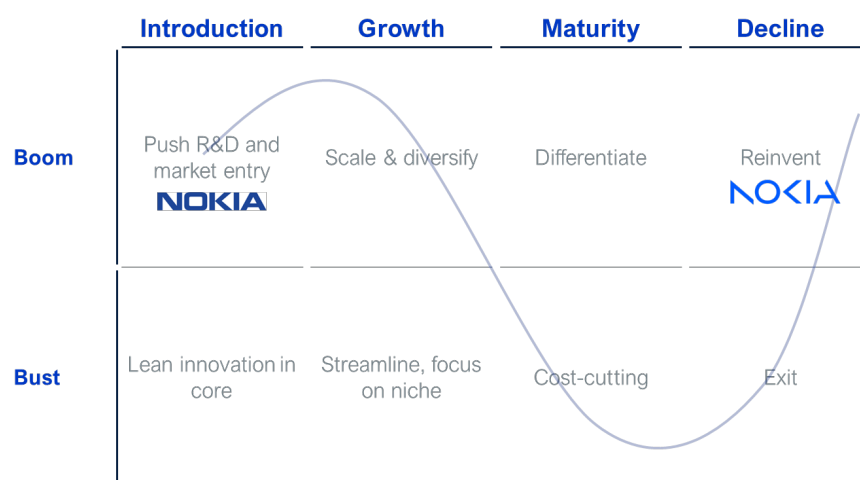 Introduction
Growth
Maturity
Decline
Boom
Push R&D and
market entry
NOKIA
Scale & diversify
Differentiate
Reinvent
NOKIA
Bust
Lean innovation in
core
Streamline, focus
on niche
Cost-cutting
Exit